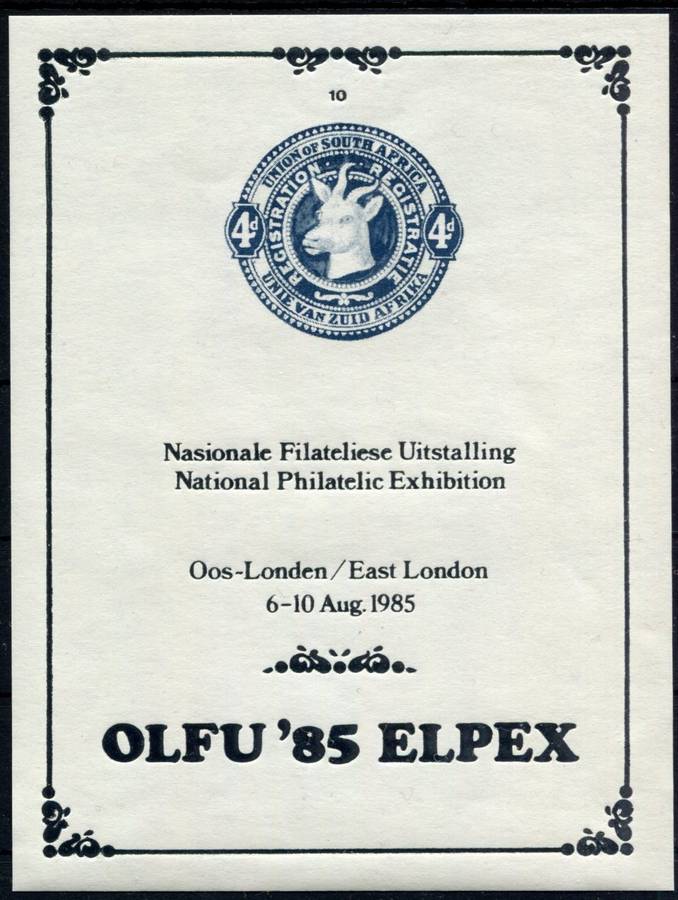 10
UNION OF SOUTH AFRICA
REGISTRATION REGISTRATIE
4d 4d
UNIE VAN ZUID AFRIKA
Nasionale Filateliese Uitstalling
National Philatelic Exhibition
Oos-Londen/East London
6-10 Aug. 1985
OLFU '85 ELPEX